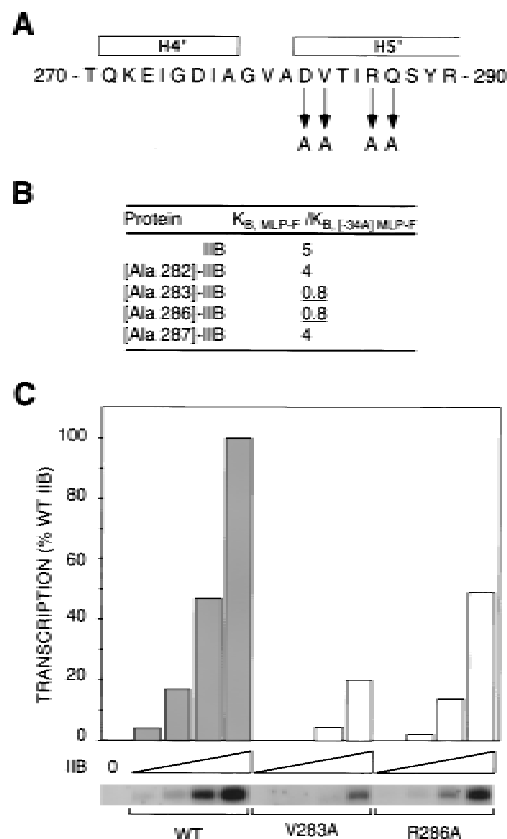 A
H4" H5"
270 - T Q K E I G D I A G V A D V T I R Q S Y R - 290
A A A A
B
Protein K B, MLP-F /K B, [-34A] MLP-F
IIB 5
[Ala 282]-IIB 4
[Ala 283]-IIB 0.8
[Ala 286]-IIB 0.8
[Ala 287]-IIB 4
C
TRANSCRIPTION (% WT IIB)
100
80
60
40
20
0
IIB 0
WT V283A R286A